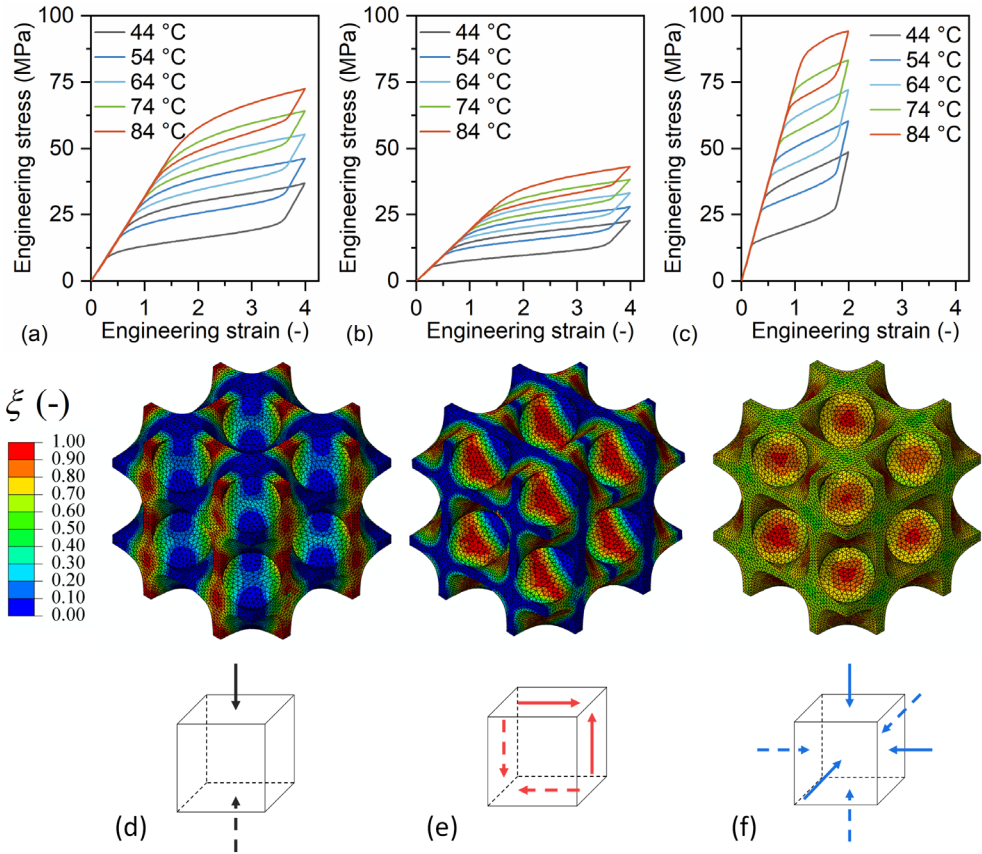 100
75
50
25
0
Engineering stress (MPa)
44 °C
54 °C
64 °C
74 °C
84 °C
0 1 2 3 4
Engineering strain (-)
(a)
100
75
50
25
0
Engineering stress (MPa)
44 °C
54 °C
64 °C
74 °C
84 °C
0 1 2 3 4
Engineering strain (-)
(b)
100
75
50
25
0
Engineering stress (MPa)
44 °C
54 °C
64 °C
74 °C
84 °C
0 1 2 3 4
Engineering strain (-)
(c)
ξ (-)
1.00
0.90
0.80
0.70
0.60
0.50
0.40
0.30
0.20
0.10
0.00
(d)
(e)
(f)